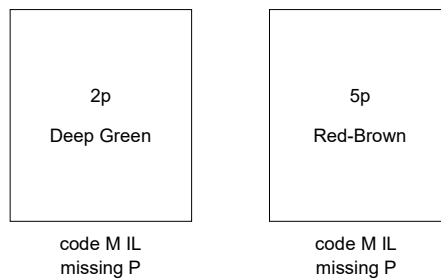 2p
Deep Green
code M IL
missing P
5p
Red-Brown
code M IL
missing P